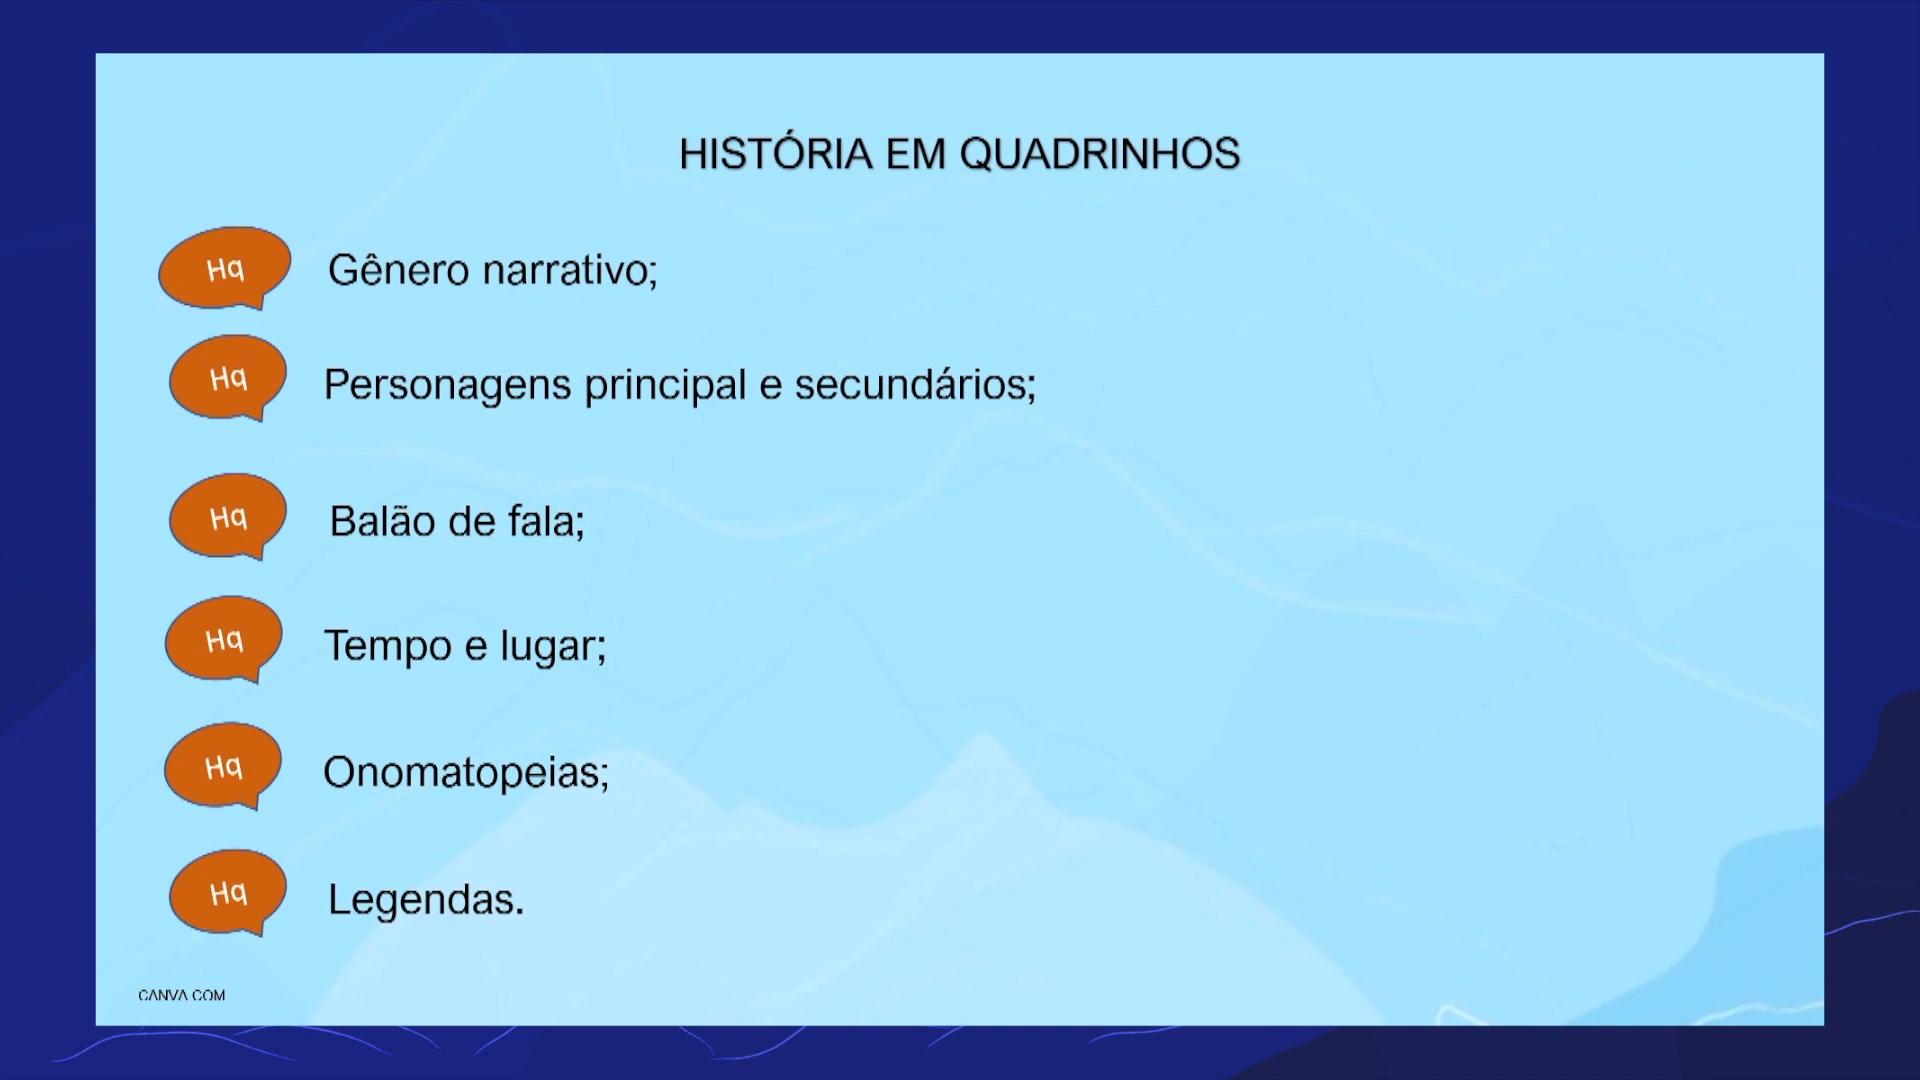 HISTÓRIA EM QUADRINHOS
Hq Gênero narrativo;
Hq Personagens principal e secundários;
Hq Balão de fala;
Hq Tempo e lugar;
Hq Onomatopeias;
Hq Legendas.
CANVA COM